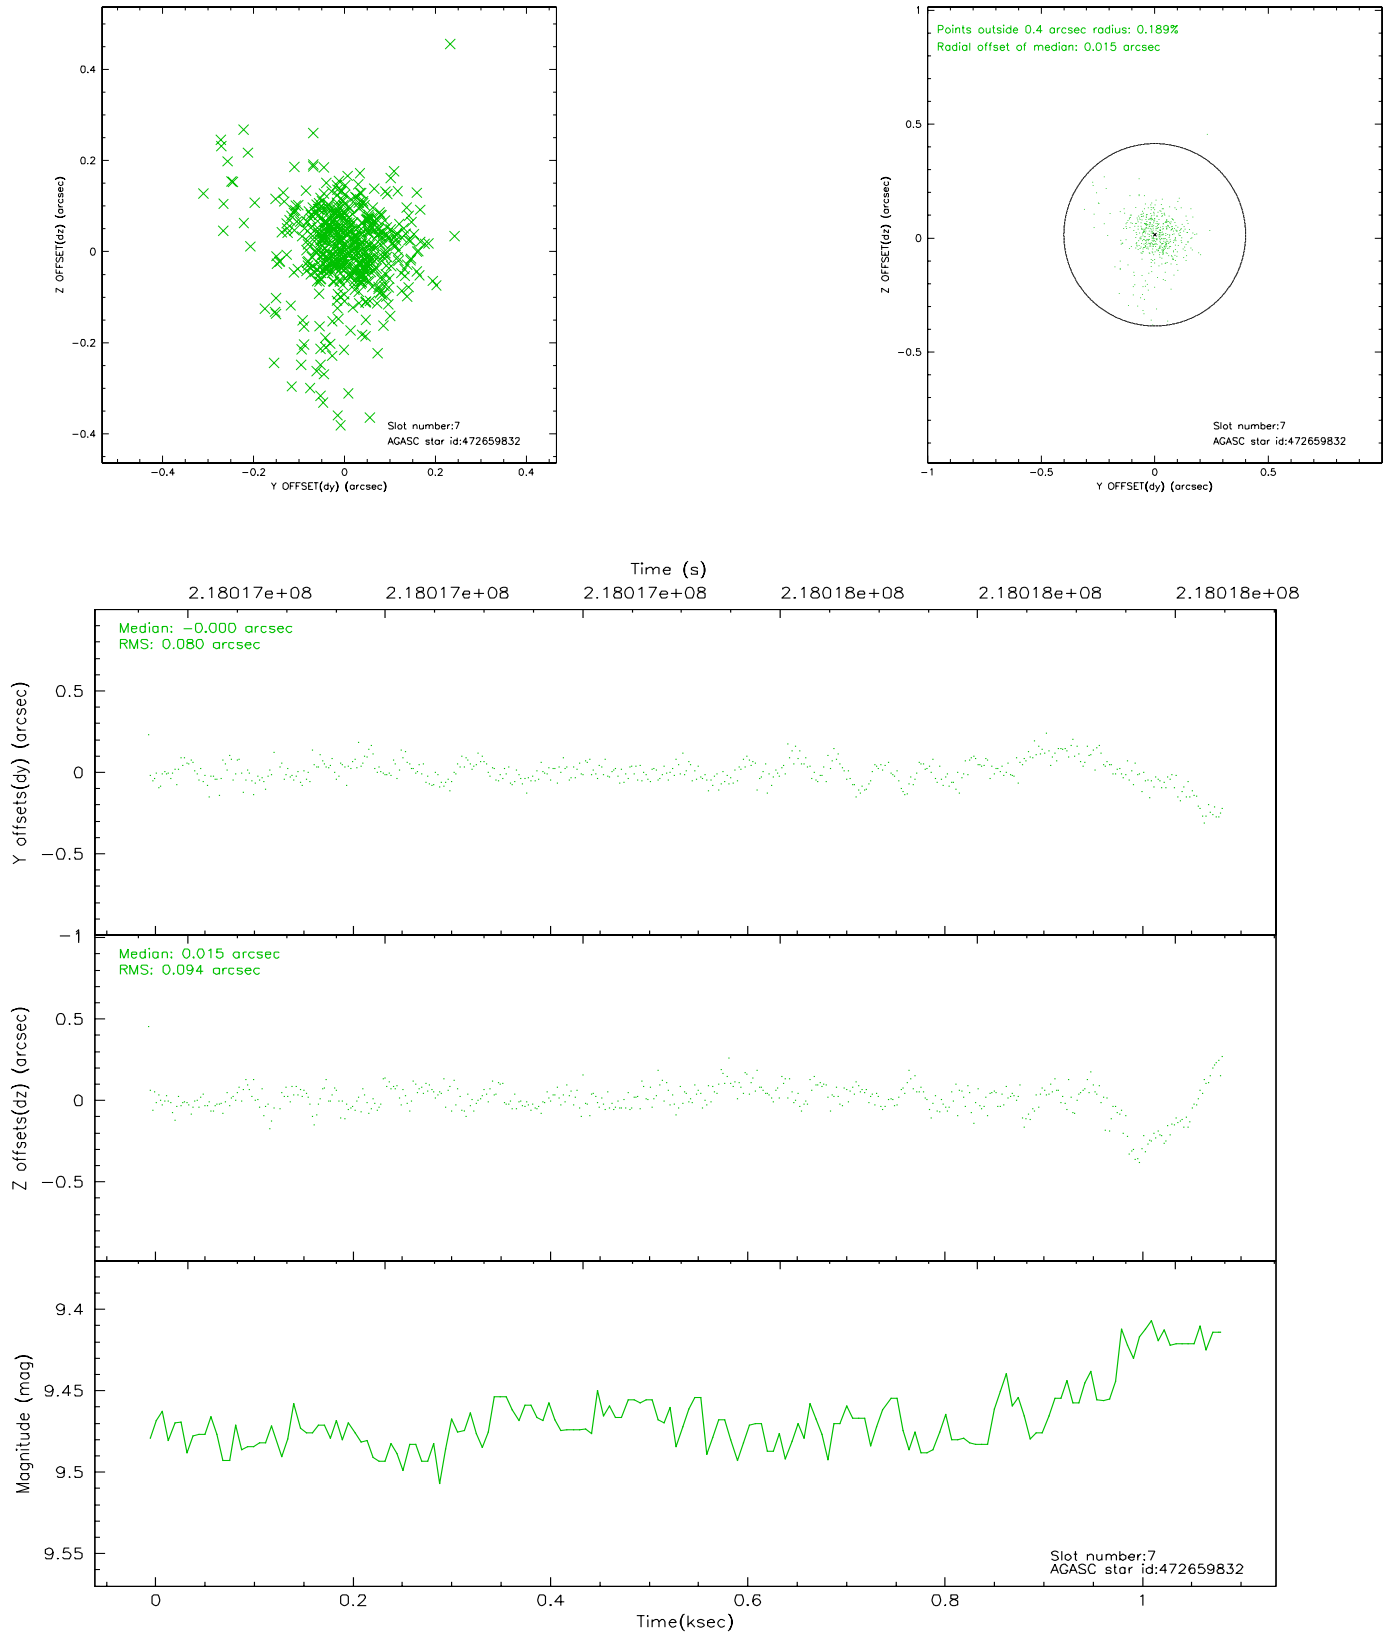 0.4
0.2
0
−0.2
−0.4
Z OFFSET(dz) (arcsec)
Slot number:7
AGASC star id:472659832
−0.4 −0.2 0 0.2 0.4
Y OFFSET(dy) (arcsec)
1
0.5
0
−0.5
Z OFFSET(dz) (arcsec)
Points outside 0.4 arcsec radius: 0.189%
Radial offset of median: 0.015 arcsec
Slot number:7
AGASC star id:472659832
−1 −0.5 0 0.5
Y OFFSET(dy) (arcsec)
Time (s)
2.18017e+08 2.18017e+08 2.18017e+08 2.18018e+08 2.18018e+08 2.18018e+08
Median: −0.000 arcsec
RMS: 0.080 arcsec
0.5
0
−0.5
−1
Y offsets(dy) (arcsec)
Median: 0.015 arcsec
RMS: 0.094 arcsec
1
0.5
0
−0.5
Z offsets(dz) (arcsec)
9.4
9.45
9.5
9.55
Magnitude (mag)
Slot number:7
AGASC star id:472659832
0 0.2 0.4 0.6 0.8 1
Time(ksec)